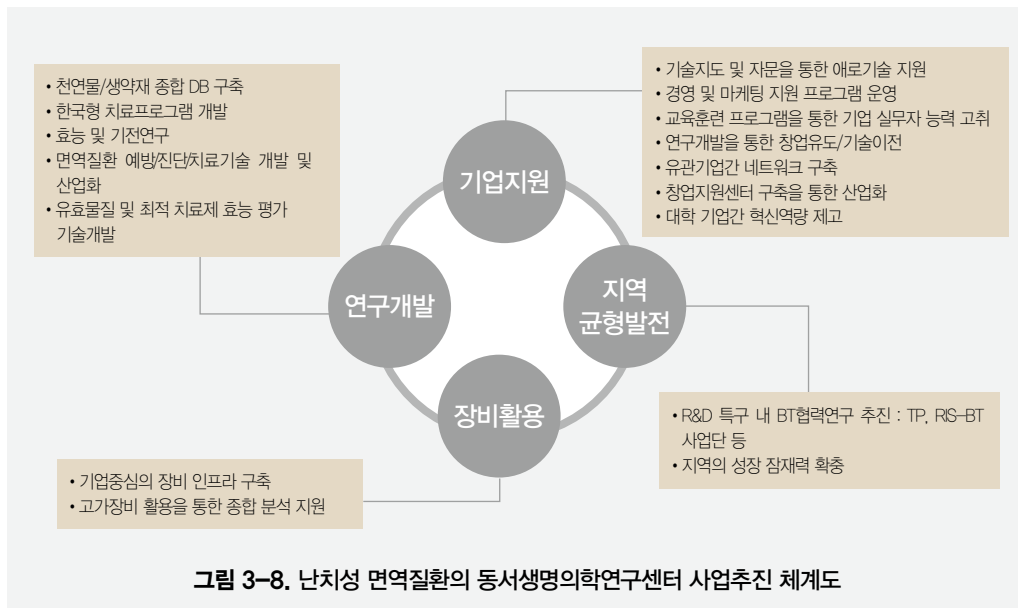 • 천연물/생약재 종합 DB 구축
• 한국형 치료프로그램 개발
• 효능 및 기전연구
• 면역질환 예방/진단/치료기술 개발 및
산업화
• 유효물질 및 최적 치료제 효능 평가
기술개발
• 기술지도 및 자문을 통한 애로기술 지원
• 경영 및 마케팅 지원 프로그램 운영
• 교육훈련 프로그램을 통한 기업 실무자 능력 고취
• 연구개발을 통한 창업유도/기술이전
• 유관기업간 네트워크 구축
• 창업지원센터 구축을 통한 산업화
• 대학 기업간 혁신역량 제고
기업지원
연구개발
지역
균형발전
장비활용
• R&D 특구 내 BT협력연구 추진 : TP, RIS-BT
사업단 등
• 지역의 성장 잠재력 확충
• 기업중심의 장비 인프라 구축
• 고가장비 활용을 통한 종합 분석 지원
그림 3-8. 난치성 면역질환의 동서생명의학연구센터 사업추진 체계도